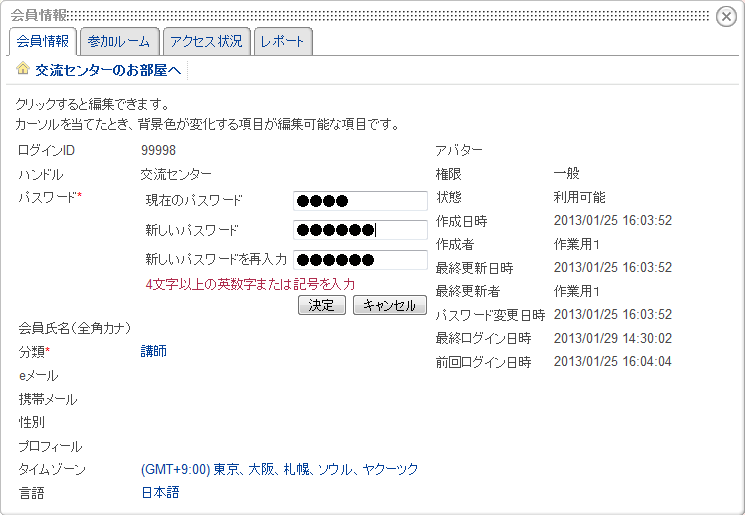 会員情報
会員情報 参加ルーム アクセス状況 レポート
交流センターのお部屋へ
クリックすると編集できます。
カーソルを当てたとき、背景色が変化する項目が編集可能な項目です。
ログインID 99998
ハンドル 交流センター
パスワード*
現在のパスワード ●●●●
新しいパスワード ●●●●●●
新しいパスワードを再入力 ●●●●●●
4文字以上の英数字または記号を入力
決定 キャンセル
会員氏名(全角カナ)
分類* 講師
eメール
携帯メール
性別
プロフィール
タイムゾーン (GMT+9:00) 東京、大阪、札幌、ソウル、ヤクーツック
言語 日本語
アバター
権限 一般
状態 利用可能
作成日時 2013/01/25 16:03:52
作成者 作業用1
最終更新日時 2013/01/25 16:03:52
最終更新者 作業用1
パスワード変更日時 2013/01/25 16:03:52
最終ログイン日時 2013/01/29 14:30:02
前回ログイン日時 2013/01/25 16:04:04